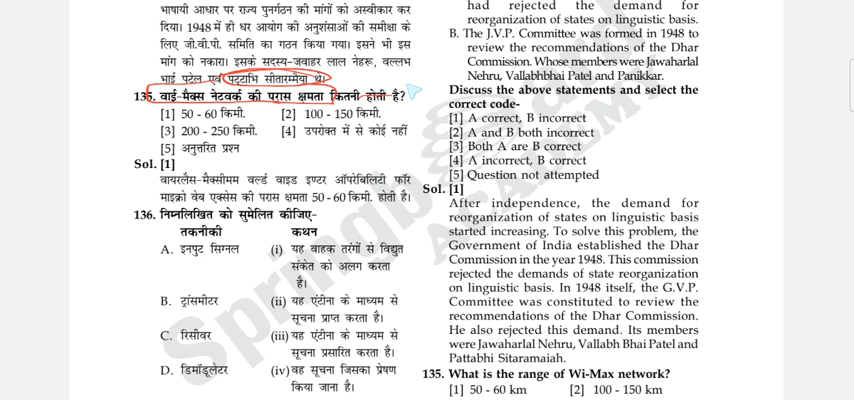 भाषायी आधार पर राज्य पुनर्गठन की मांगों को अस्वीकार कर
दिया। 1948 में ही धर आयोग की अनुशंसाओं की समीक्षा के
लिए जी.वी.पी. समिति का गठन किया गया। इसने भी इस
मांग को नकारा। इसके सदस्य-जवाहर लाल नेहरू, वल्लभ
भाई पटेल एवं पट्टाभि सीतारम्मैया थे।
135. वाई-मैक्स नेटवर्क की परास क्षमता कितनी होती है?
[1] 50 - 60 किमी. [2] 100 - 150 किमी.
[3] 200 - 250 किमी. [4] उपरोक्त में से कोई नहीं
[5] अनुत्तरित प्रश्न
Sol. [1]
वायरलैस-मैक्सीमम वर्ल्ड वाइड इण्टर ऑपरेबिलिटी फॉर
माइक्रो वेब एक्सेस की परास क्षमता 50 - 60 किमी. होती है।
136. निम्नलिखित को सुमेलित कीजिए-
तकनीकी कथन
A. इनपुट सिग्नल (i) यह वाहक तरंगों से विद्युत
संकेत को अलग करता
है।
B. ट्रांसमीटर (ii) यह एंटीना के माध्यम से
सूचना प्राप्त करता है।
C. रिसीवर (iii) यह एंटीना के माध्यम से
सूचना प्रसारित करता है।
D. डिमॉडूलेटर (iv) वह सूचना जिसका प्रेषण
किया जाना है।
had rejected the demand for
reorganization of states on linguistic basis.
B. The J.V.P. Committee was formed in 1948 to
review the recommendations of the Dhar
Commission. Whose members were Jawaharlal
Nehru, Vallabhbhai Patel and Panikkar.
Discuss the above statements and select the
correct code-
[1] A correct, B incorrect
[2] A and B both incorrect
[3] Both A are B correct
[4] A incorrect, B correct
[5] Question not attempted
Sol. [1]
After independence, the demand for
reorganization of states on linguistic basis
started increasing. To solve this problem, the
Government of India established the Dhar
Commission in the year 1948. This commission
rejected the demands of state reorganization
on linguistic basis. In 1948 itself, the G.V.P.
Committee was constituted to review the
recommendations of the Dhar Commission.
He also rejected this demand. Its members
were Jawaharlal Nehru, Vallabh Bhai Patel and
Pattabhi Sitaramaiah.
135. What is the range of Wi-Max network?
[1] 50 - 60 km [2] 100 - 150 km
Springb
ACADEMY